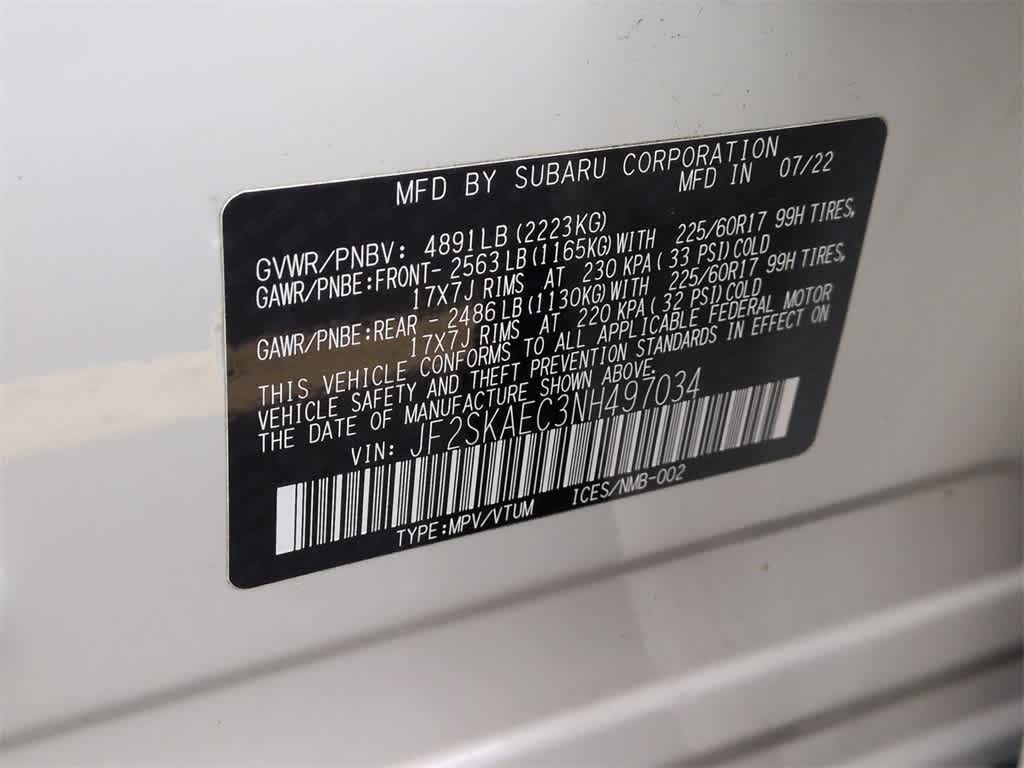 MFD BY SUBARU CORPORATION
MFD IN 07/22
GVWR/PNBV: 4891LB(2223KG)
GAWR/PNBE:FRONT- 2563LB(1165KG)WITH 225/60R17 99H TIRES,
17X7J RIMS AT 230 KPA( 33 PSI)COLD
GAWR/PNBE:REAR - 2486LB(1130KG)WITH 225/60R17 99H TIRES,
17X7J RIMS AT 220 KPA( 32 PSI)COLD
THIS VEHICLE CONFORMS TO ALL APPLICABLE FEDERAL MOTOR
VEHICLE SAFETY AND THEFT PREVENTION STANDARDS IN EFFECT ON
THE DATE OF MANUFACTURE SHOWN ABOVE.
VIN: JF2SKAEC3NH497034
TYPE:MPV/VTUM ICES/NMB-002